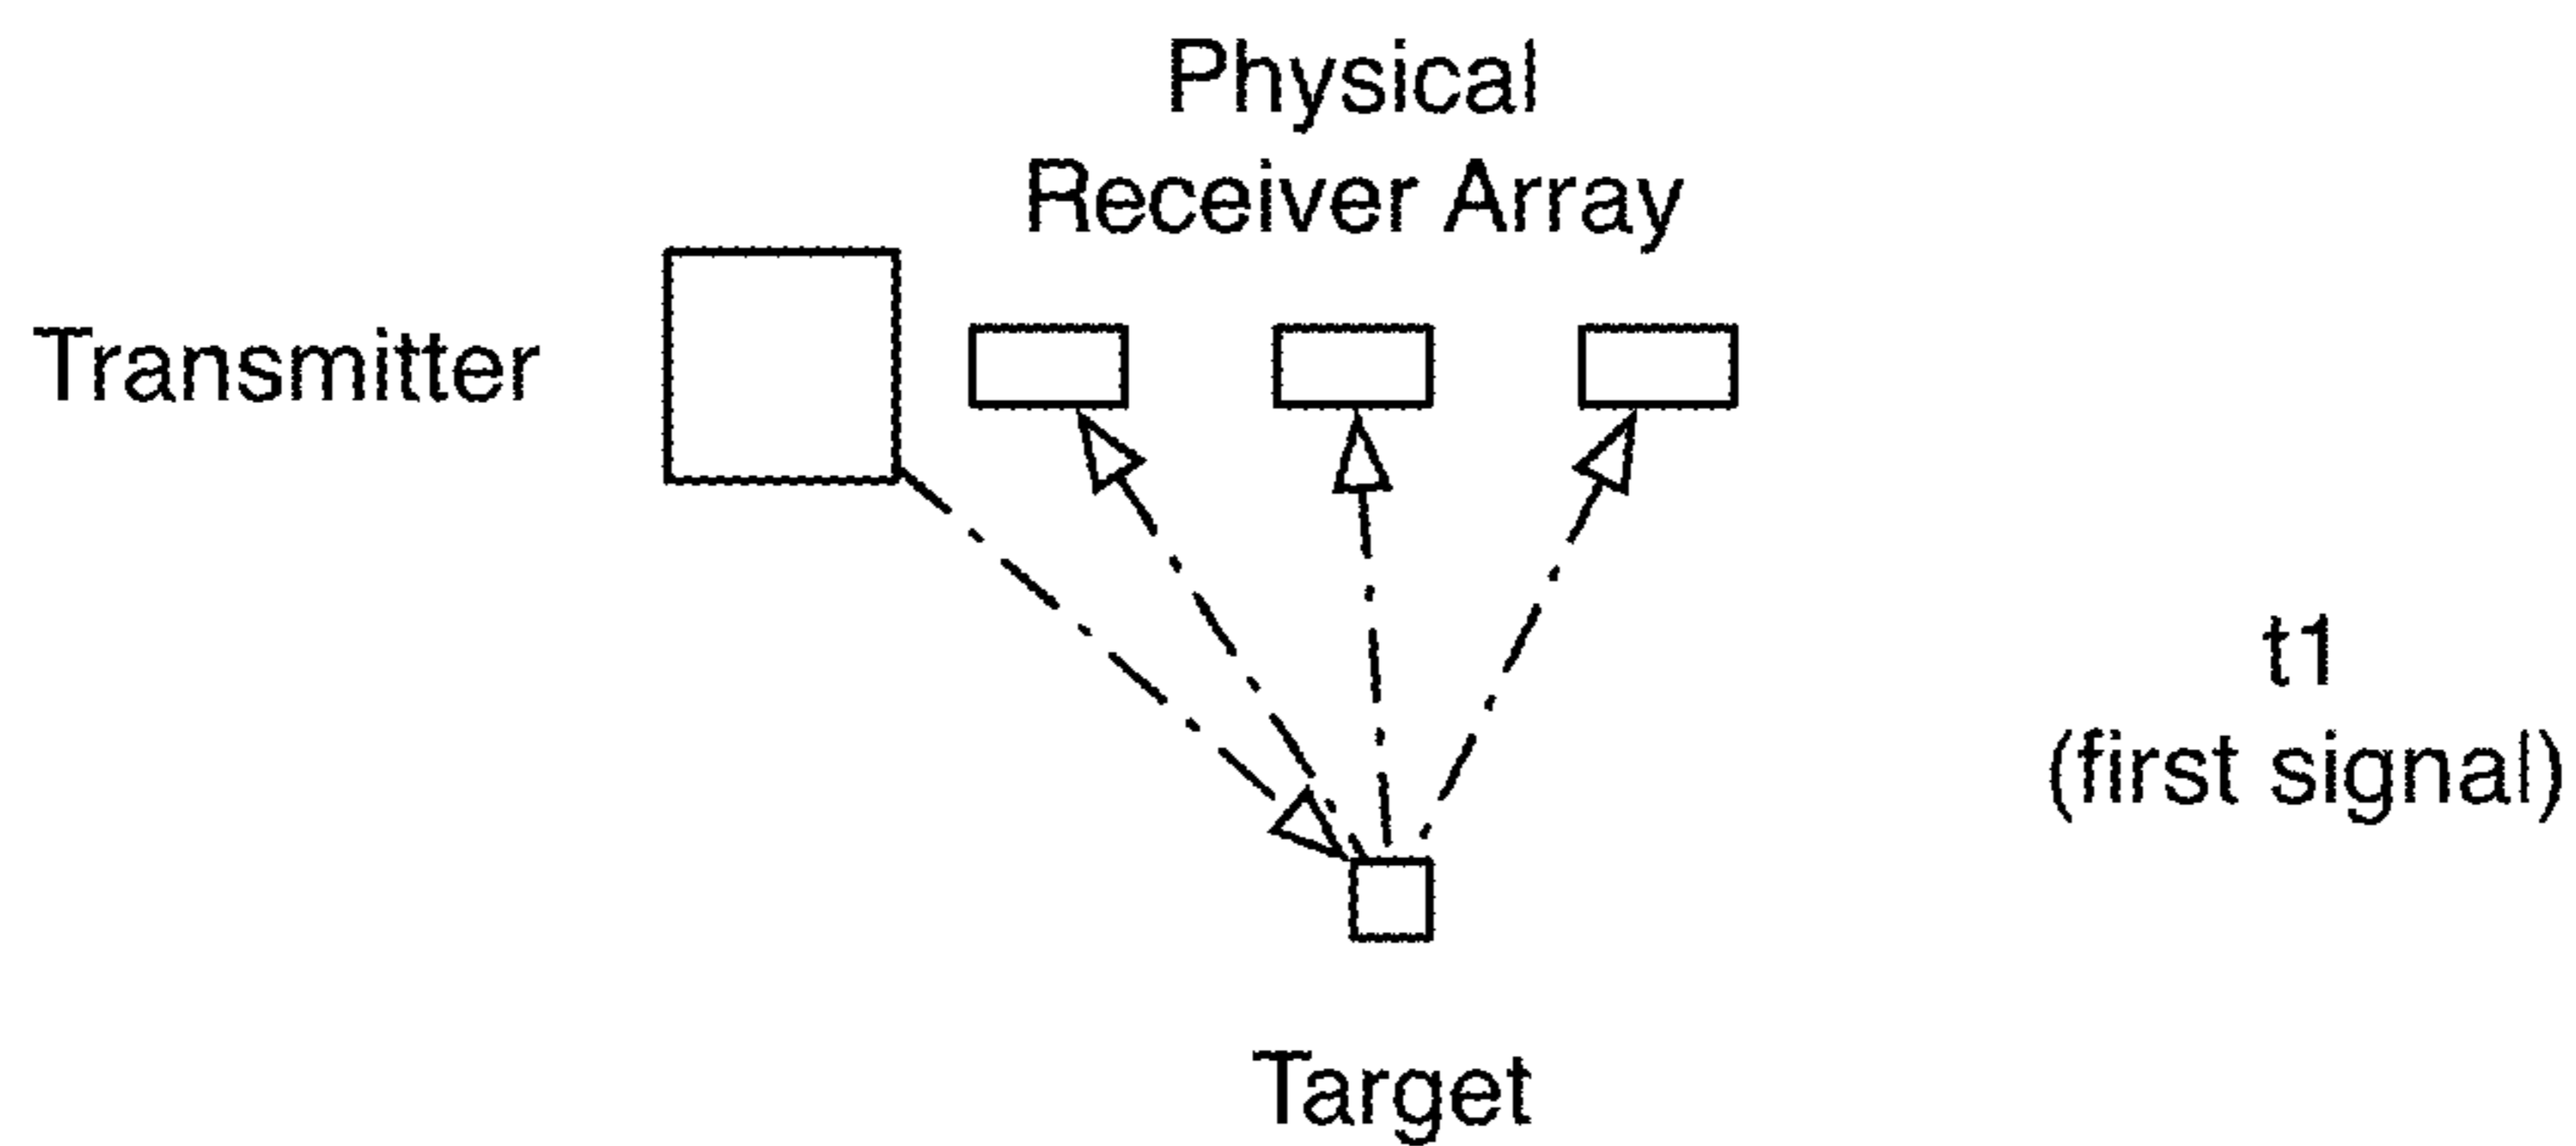 Physical
Receiver Array
Transmitter
t1
(first signal)
Target